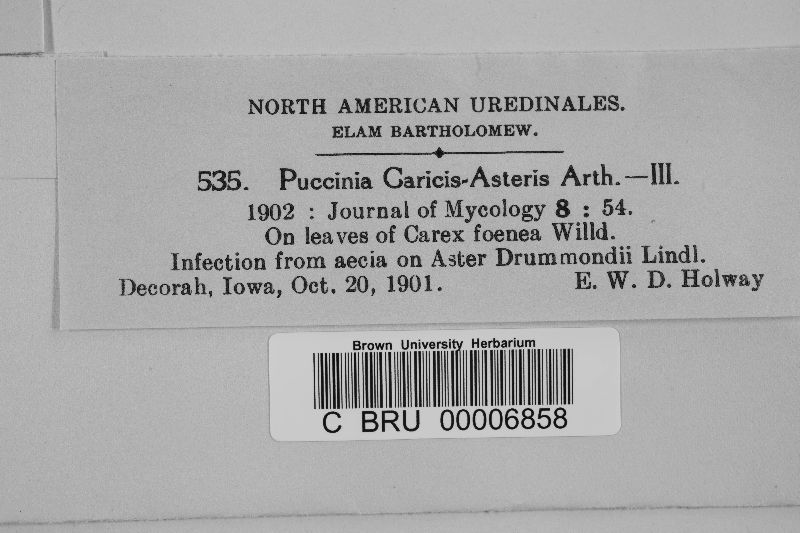 NORTH AMERICAN UREDINALES.
ELAM BARTHOLOMEW.
535. Puccinia Caricis-Asteris Arth.—III.
1902 : Journal of Mycology 8 : 54.
On leaves of Carex foenea Willd.
Infection from aecia on Aster Drummondii Lindl.
Decorah, Iowa, Oct. 20, 1901. E. W. D. Holway
Brown University Herbarium
C BRU 00006858